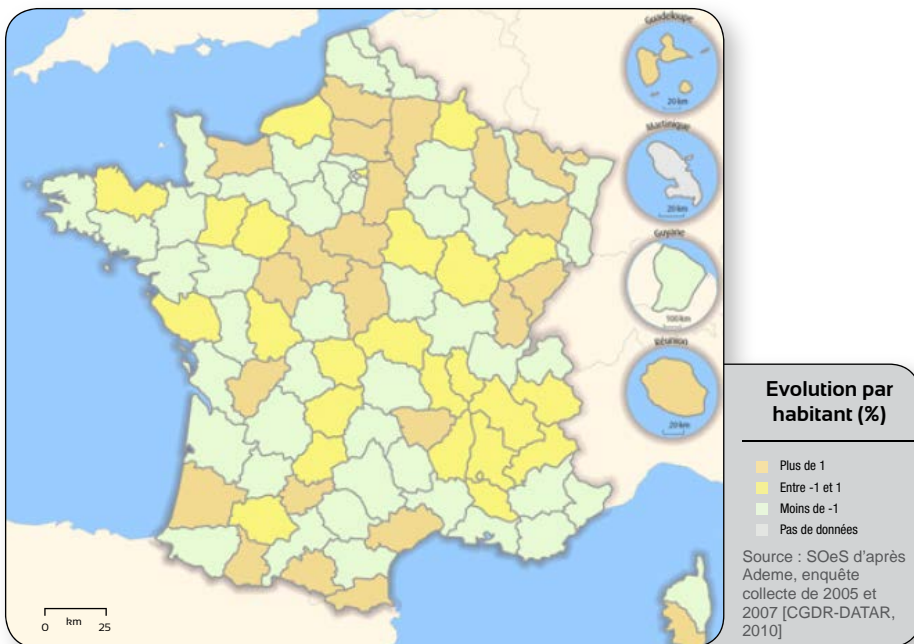 Guadeloupe
20 km
Martinique
20 km
Guyane
100 km
Réunion
20 km
km
0 25
Evolution par
habitant (%)
Plus de 1
Entre -1 et 1
Moins de -1
Pas de données
Source : SOeS d'après
Ademe, enquête
collecte de 2005 et
2007 [CGDR-DATAR,
2010]